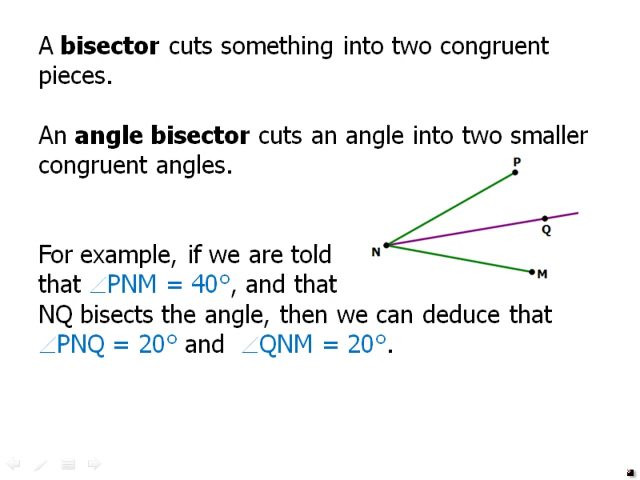 A bisector cuts something into two congruent
pieces.
An angle bisector cuts an angle into two smaller
congruent angles.
P
Q
N
M
For example, if we are told
that ∠PNM = 40°, and that
NQ bisects the angle, then we can deduce that
∠PNQ = 20° and ∠QNM = 20°.